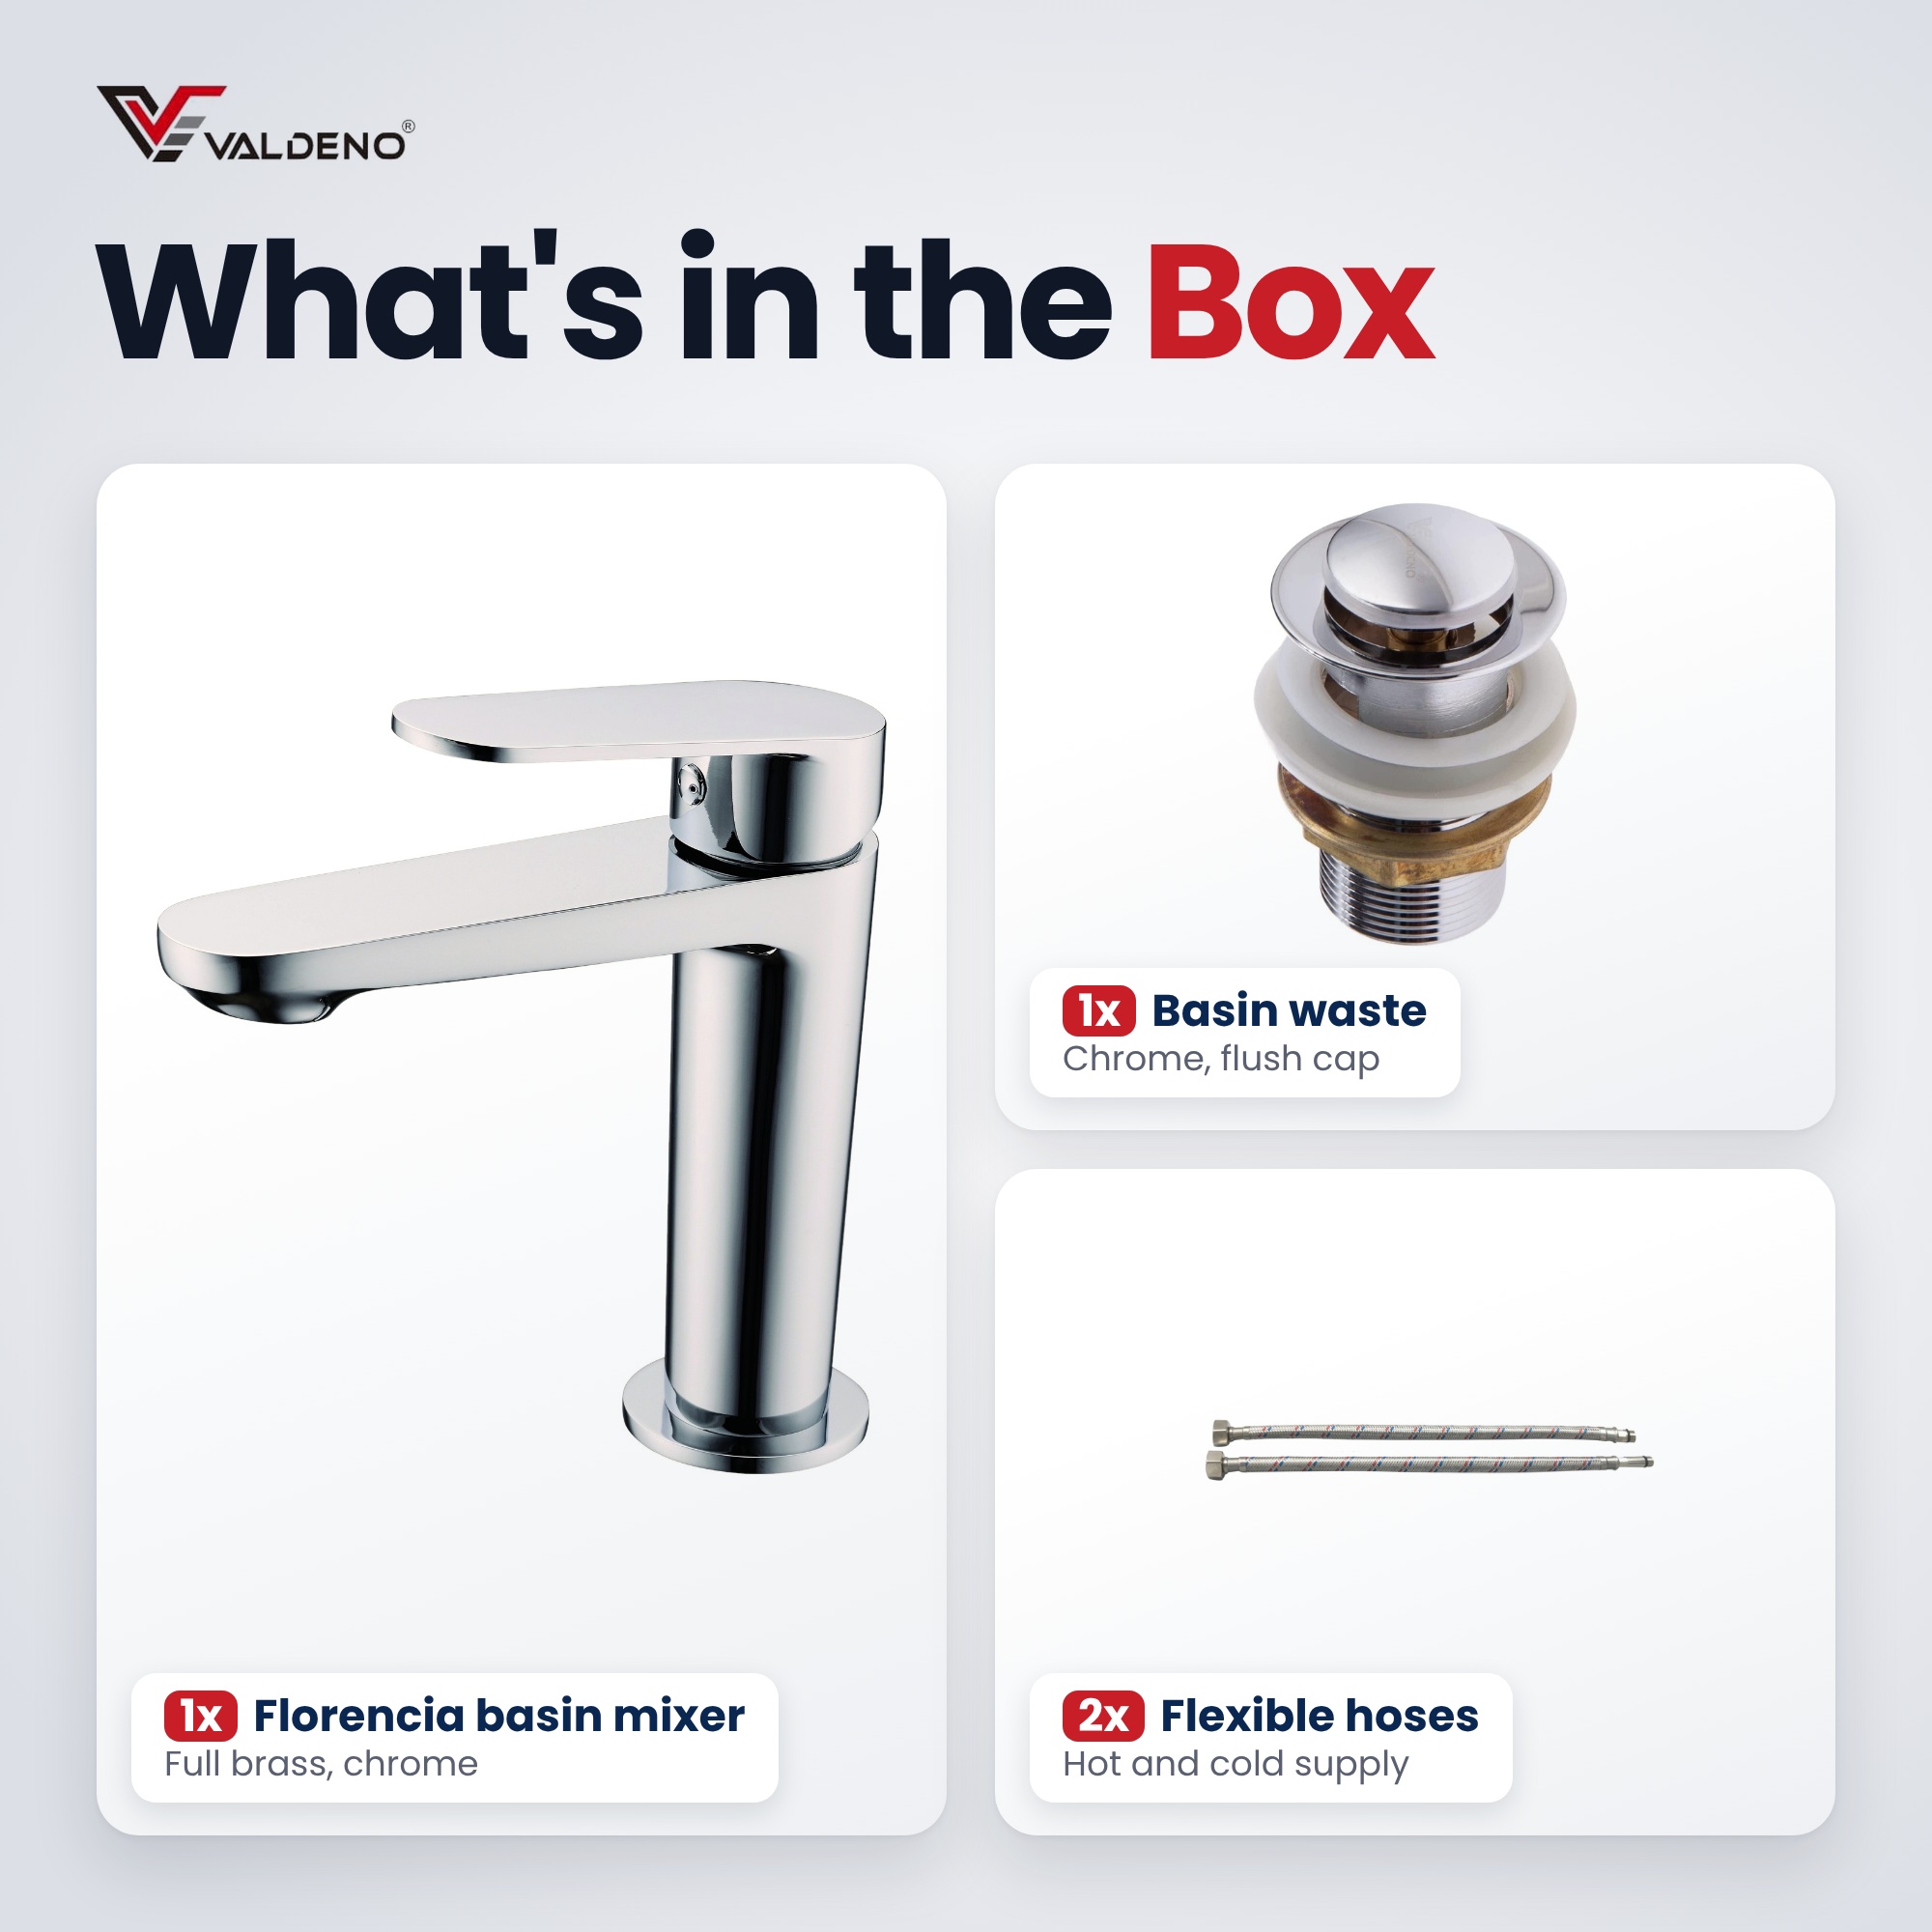 VALDENO®
What's in the Box
1x Basin waste
Chrome, flush cap
1x Florencia basin mixer
Full brass, chrome
2x Flexible hoses
Hot and cold supply